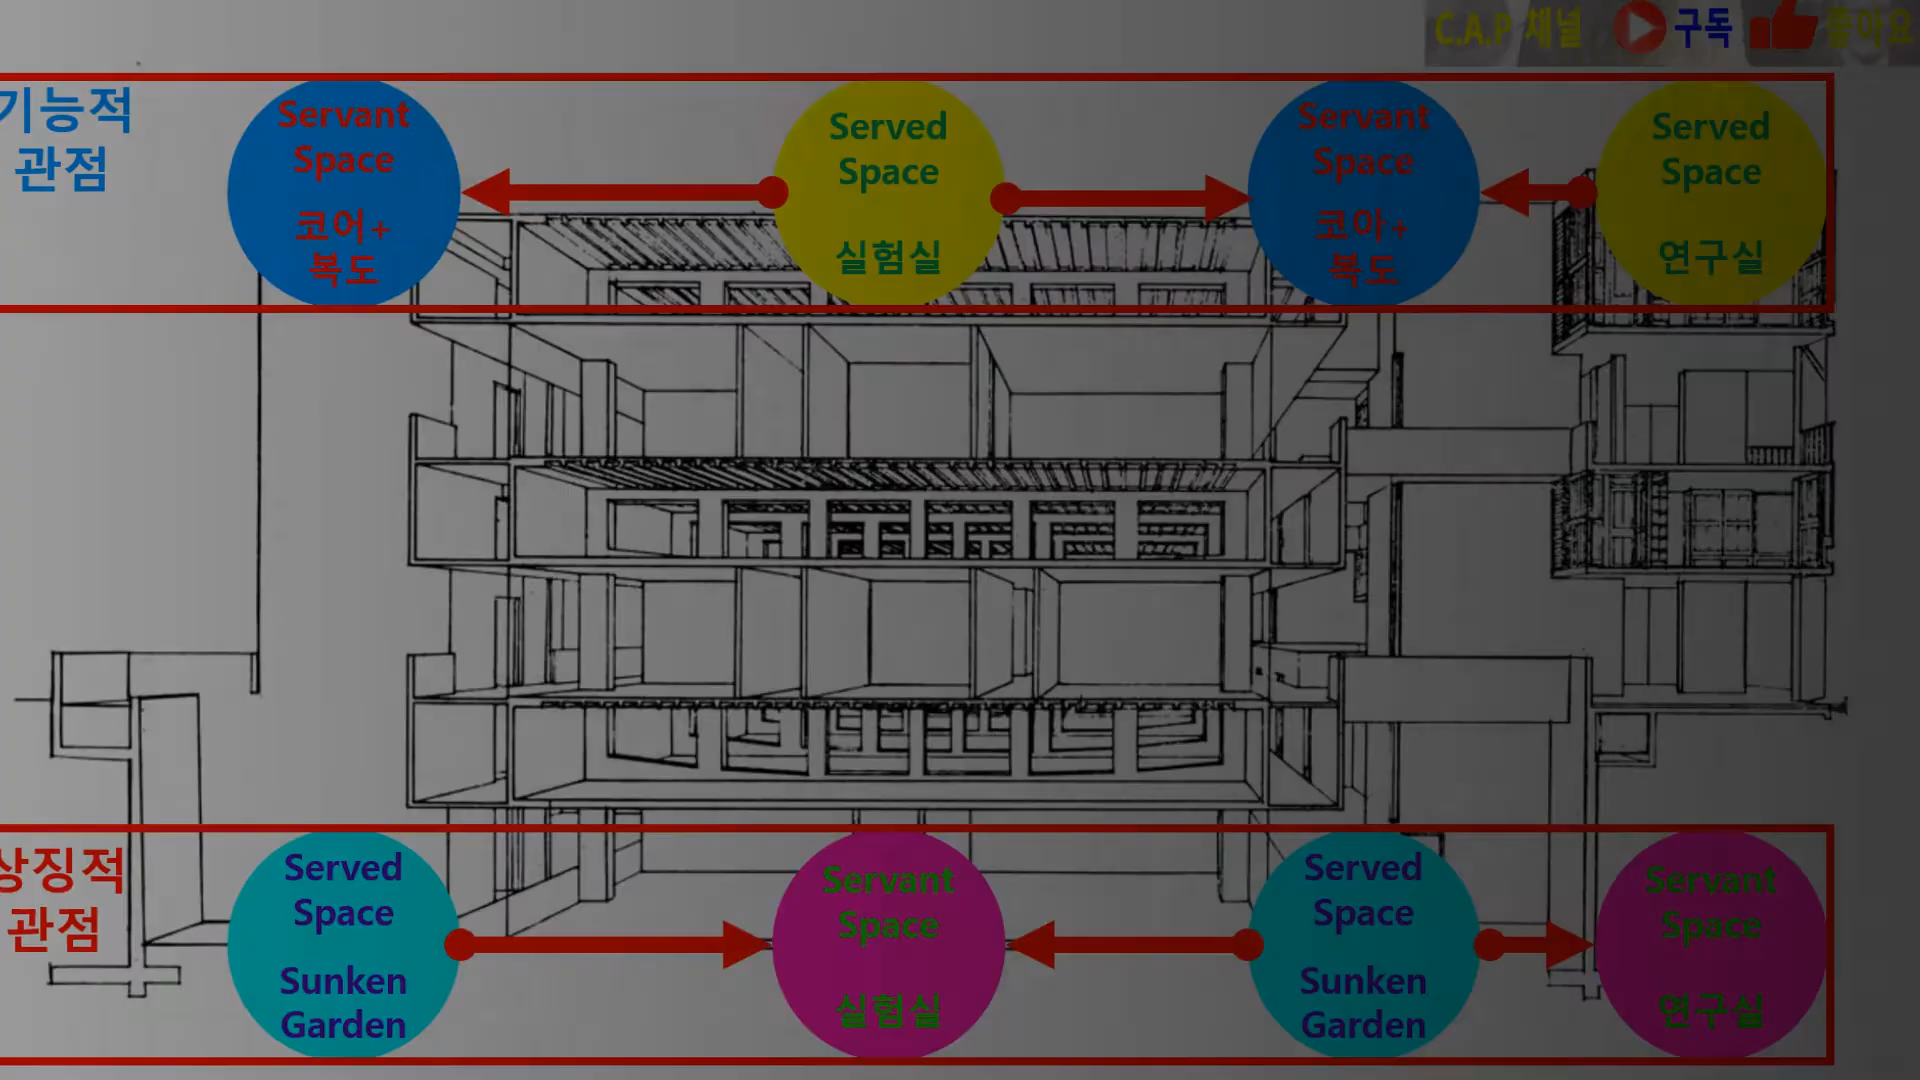 C.A.P 채널
구독
좋아요
기능적
관점
Servant
Space
코어+
복도
Served
Space
실험실
Servant
Space
코아+
복도
Served
Space
연구실
상징적
관점
Served
Space
Sunken
Garden
Servant
Space
실험실
Served
Space
Sunken
Garden
Servant
Space
연구실